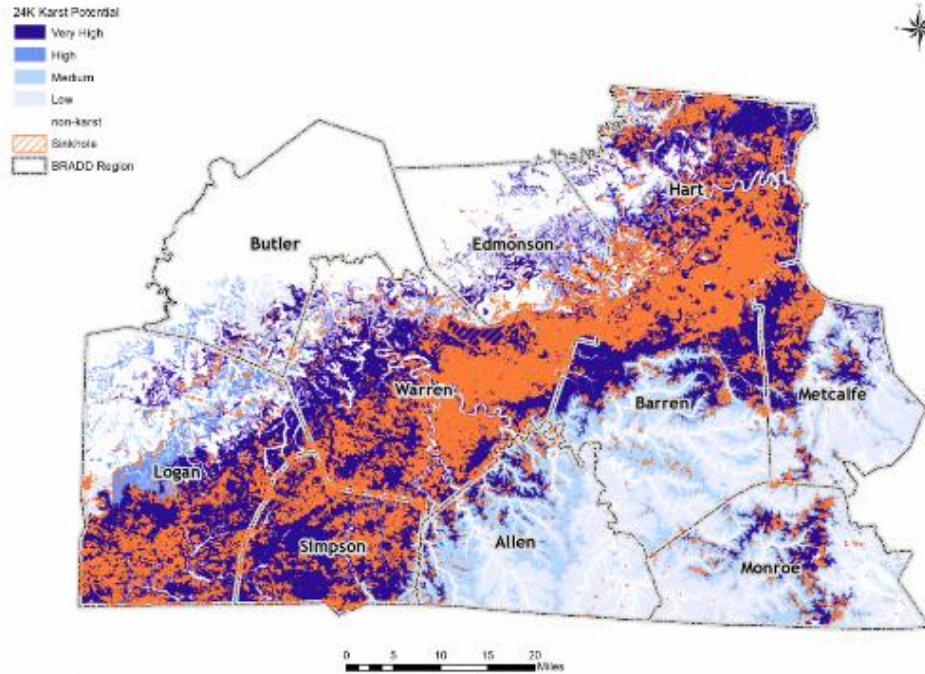 24K Karst Potential
Very High
High
Medium
Low
non-karst
Sinkhole
BRADD Region
Hart
Butler
Edmonson
Warren
Barren
Metcalfe
Logan
Simpson
Allen
Monroe
0 5 10 15 20
Miles